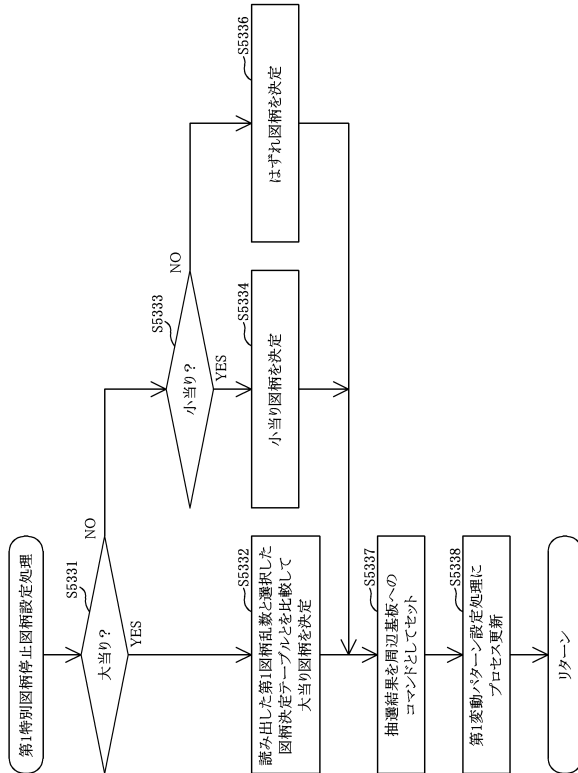 第1特別図柄停止図柄設定処理
S5331
大当り?
NO
YES
S5333
小当り?
NO
YES
S5332
読み出した第1図柄乱数と選択した
図柄決定テーブルとを比較して
大当り図柄を決定
S5334
小当り図柄を決定
S5336
はずれ図柄を決定
S5337
抽選結果を周辺基板への
コマンドとしてセット
S5338
第1変動パターン設定処理に
プロセス更新
リターン